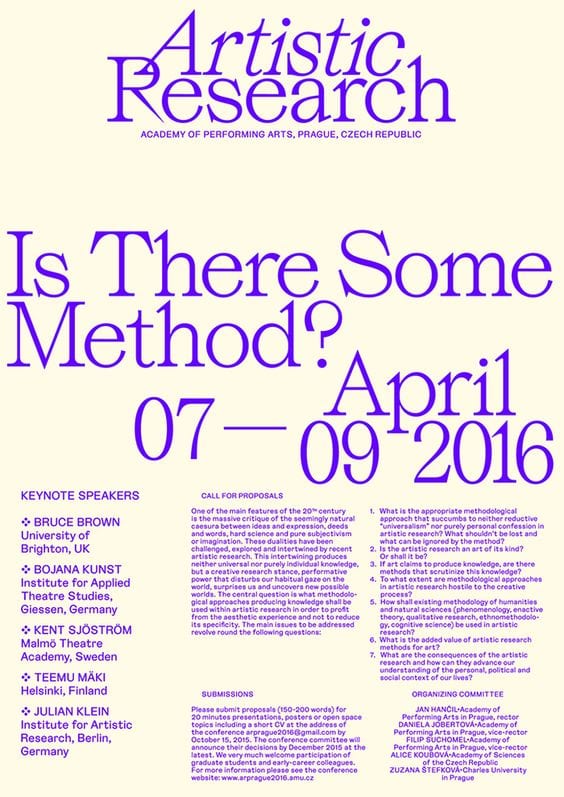 Artistic
Research
ACADEMY OF PERFORMING ARTS, PRAGUE, CZECH REPUBLIC
Is There Some
Method?
April
07 — 09 2016
KEYNOTE SPEAKERS
❖ BRUCE BROWN
University of
Brighton, UK
❖ BOJANA KUNST
Institute for Applied
Theatre Studies,
Giessen, Germany
❖ KENT SJÖSTRÖM
Malmö Theatre
Academy, Sweden
❖ TEEMU MÄKI
Helsinki, Finland
❖ JULIAN KLEIN
Institute for Artistic
Research, Berlin,
Germany
CALL FOR PROPOSALS
One of the main features of the 20th century
is the massive critique of the seemingly natural
caesura between ideas and expression, deeds
and words, hard science and pure subjectivism
or imagination. These dualities have been
challenged, explored and intertwined by recent
artistic research. This intertwining produces
neither universal nor purely individual knowledge,
but a creative research stance, performative
power that disturbs our habitual gaze on the
world, surprises us and uncovers new possible
worlds. The central question is what methodolo-
gical approaches producing knowledge shall be
used within artistic research in order to profit
from the aesthetic experience and not to reduce
its specificity. The main issues to be addressed
revolve round the following questions:
1. What is the appropriate methodological
approach that succumbs to neither reductive
"universalism" nor purely personal confession in
artistic research? What shouldn't be lost and
what can be ignored by the method?
2. Is the artistic research an art of its kind?
Or shall it be?
3. If art claims to produce knowledge, are there
methods that scrutinize this knowledge?
4. To what extent are methodological approaches
in artistic research hostile to the creative
process?
5. How shall existing methodology of humanities
and natural sciences (phenomenology, enactive
theory, qualitative research, ethnomethodolo-
gy, cognitive science) be used in artistic
research?
6. What is the added value of artistic research
methods for art?
7. What are the consequences of the artistic
research and how can they advance our
understanding of the personal, political and
social context of our lives?
SUBMISSIONS
Please submit proposals (150-200 words) for
20 minutes presentations, posters or open space
topics including a short CV at the address of
the conference arprague2016@gmail.com by
October 15, 2015. The conference committee will
announce their decisions by December 2015 at the
latest. We very much welcome participation of
graduate students and early-career colleagues.
For more information please see the conference
website: www.arprague2016.amu.cz
ORGANIZING COMMITTEE
JAN HANČIL•Academy of
Performing Arts in Prague, rector
DANIELA JOBERTOVÁ•Academy of
Performing Arts in Prague, vice-rector
FILIP SUCHOMEL•Academy of
Performing Arts in Prague, vice-rector
ALICE KOUBOVÁ•Academy of Sciences
of the Czech Republic
ZUZANA ŠTEFKOVÁ•Charles University
in Prague